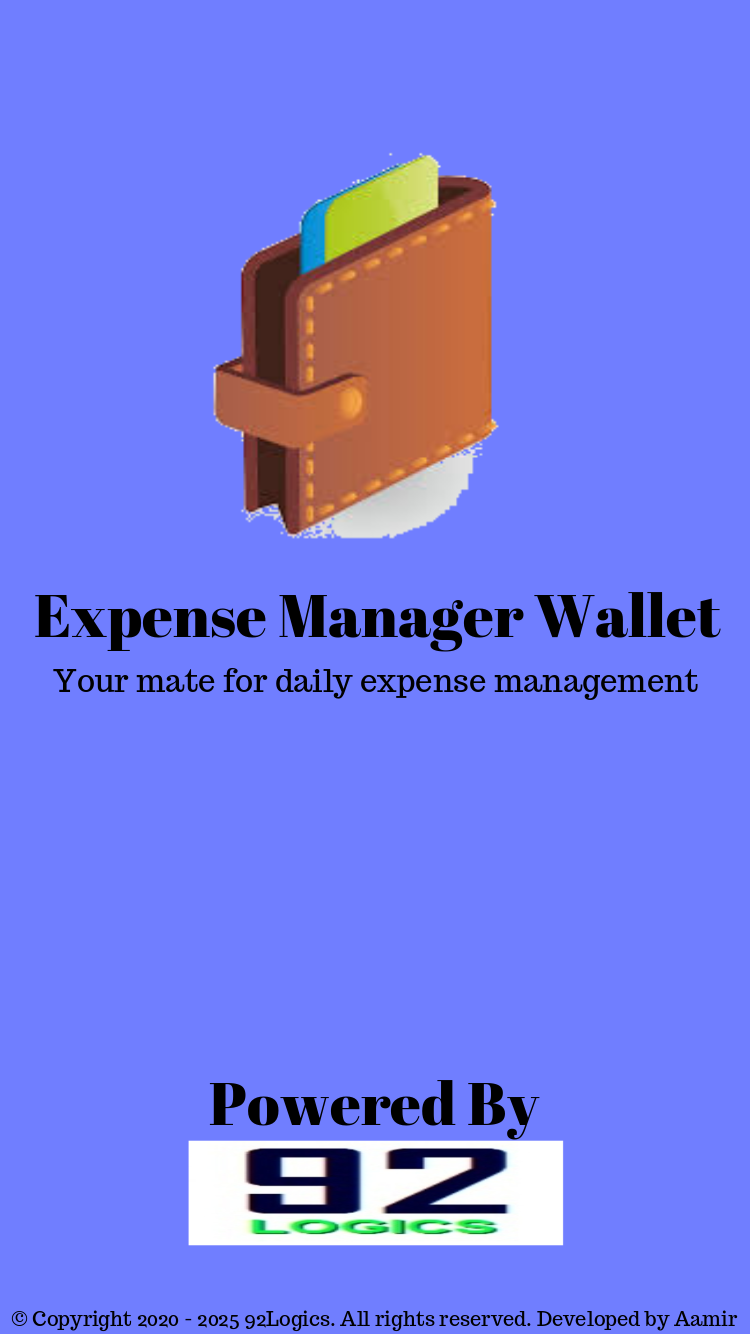 Expense Manager Wallet
Your mate for daily expense management
Powered By
92
LOGICS
© Copyright 2020 - 2025 92Logics. All rights reserved. Developed by Aamir